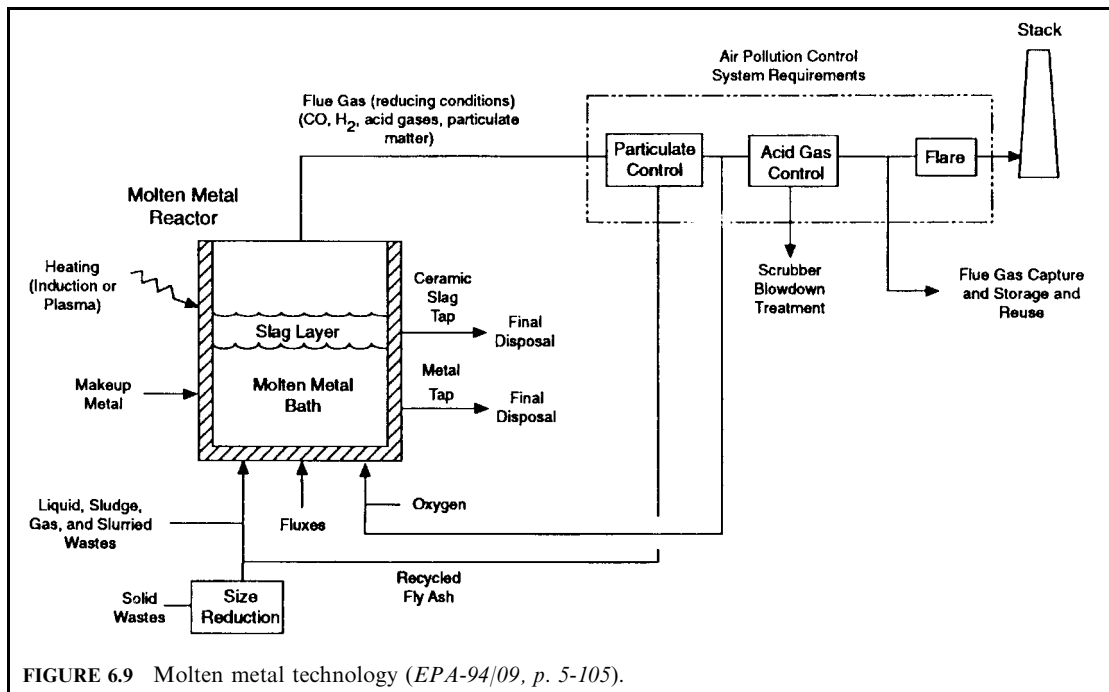 Stack
Air Pollution Control
System Requirements
Flue Gas (reducing conditions)
(CO, H2, acid gases, particulate
matter)
Particulate
Control
Acid Gas
Control
Flare
Molten Metal
Reactor
Heating
(Induction or
Plasma)
Ceramic
Slag
Tap
Final
Disposal
Slag Layer
Scrubber
Blowdown
Treatment
Flue Gas Capture
and Storage and
Reuse
Makeup
Metal
Molten Metal
Bath
Metal
Tap
Final
Disposal
Liquid, Sludge,
Gas, and Slurried
Wastes
Fluxes
Oxygen
Recycled
Fly Ash
Solid
Wastes
Size
Reduction
FIGURE 6.9 Molten metal technology (EPA-94/09, p. 5-105).